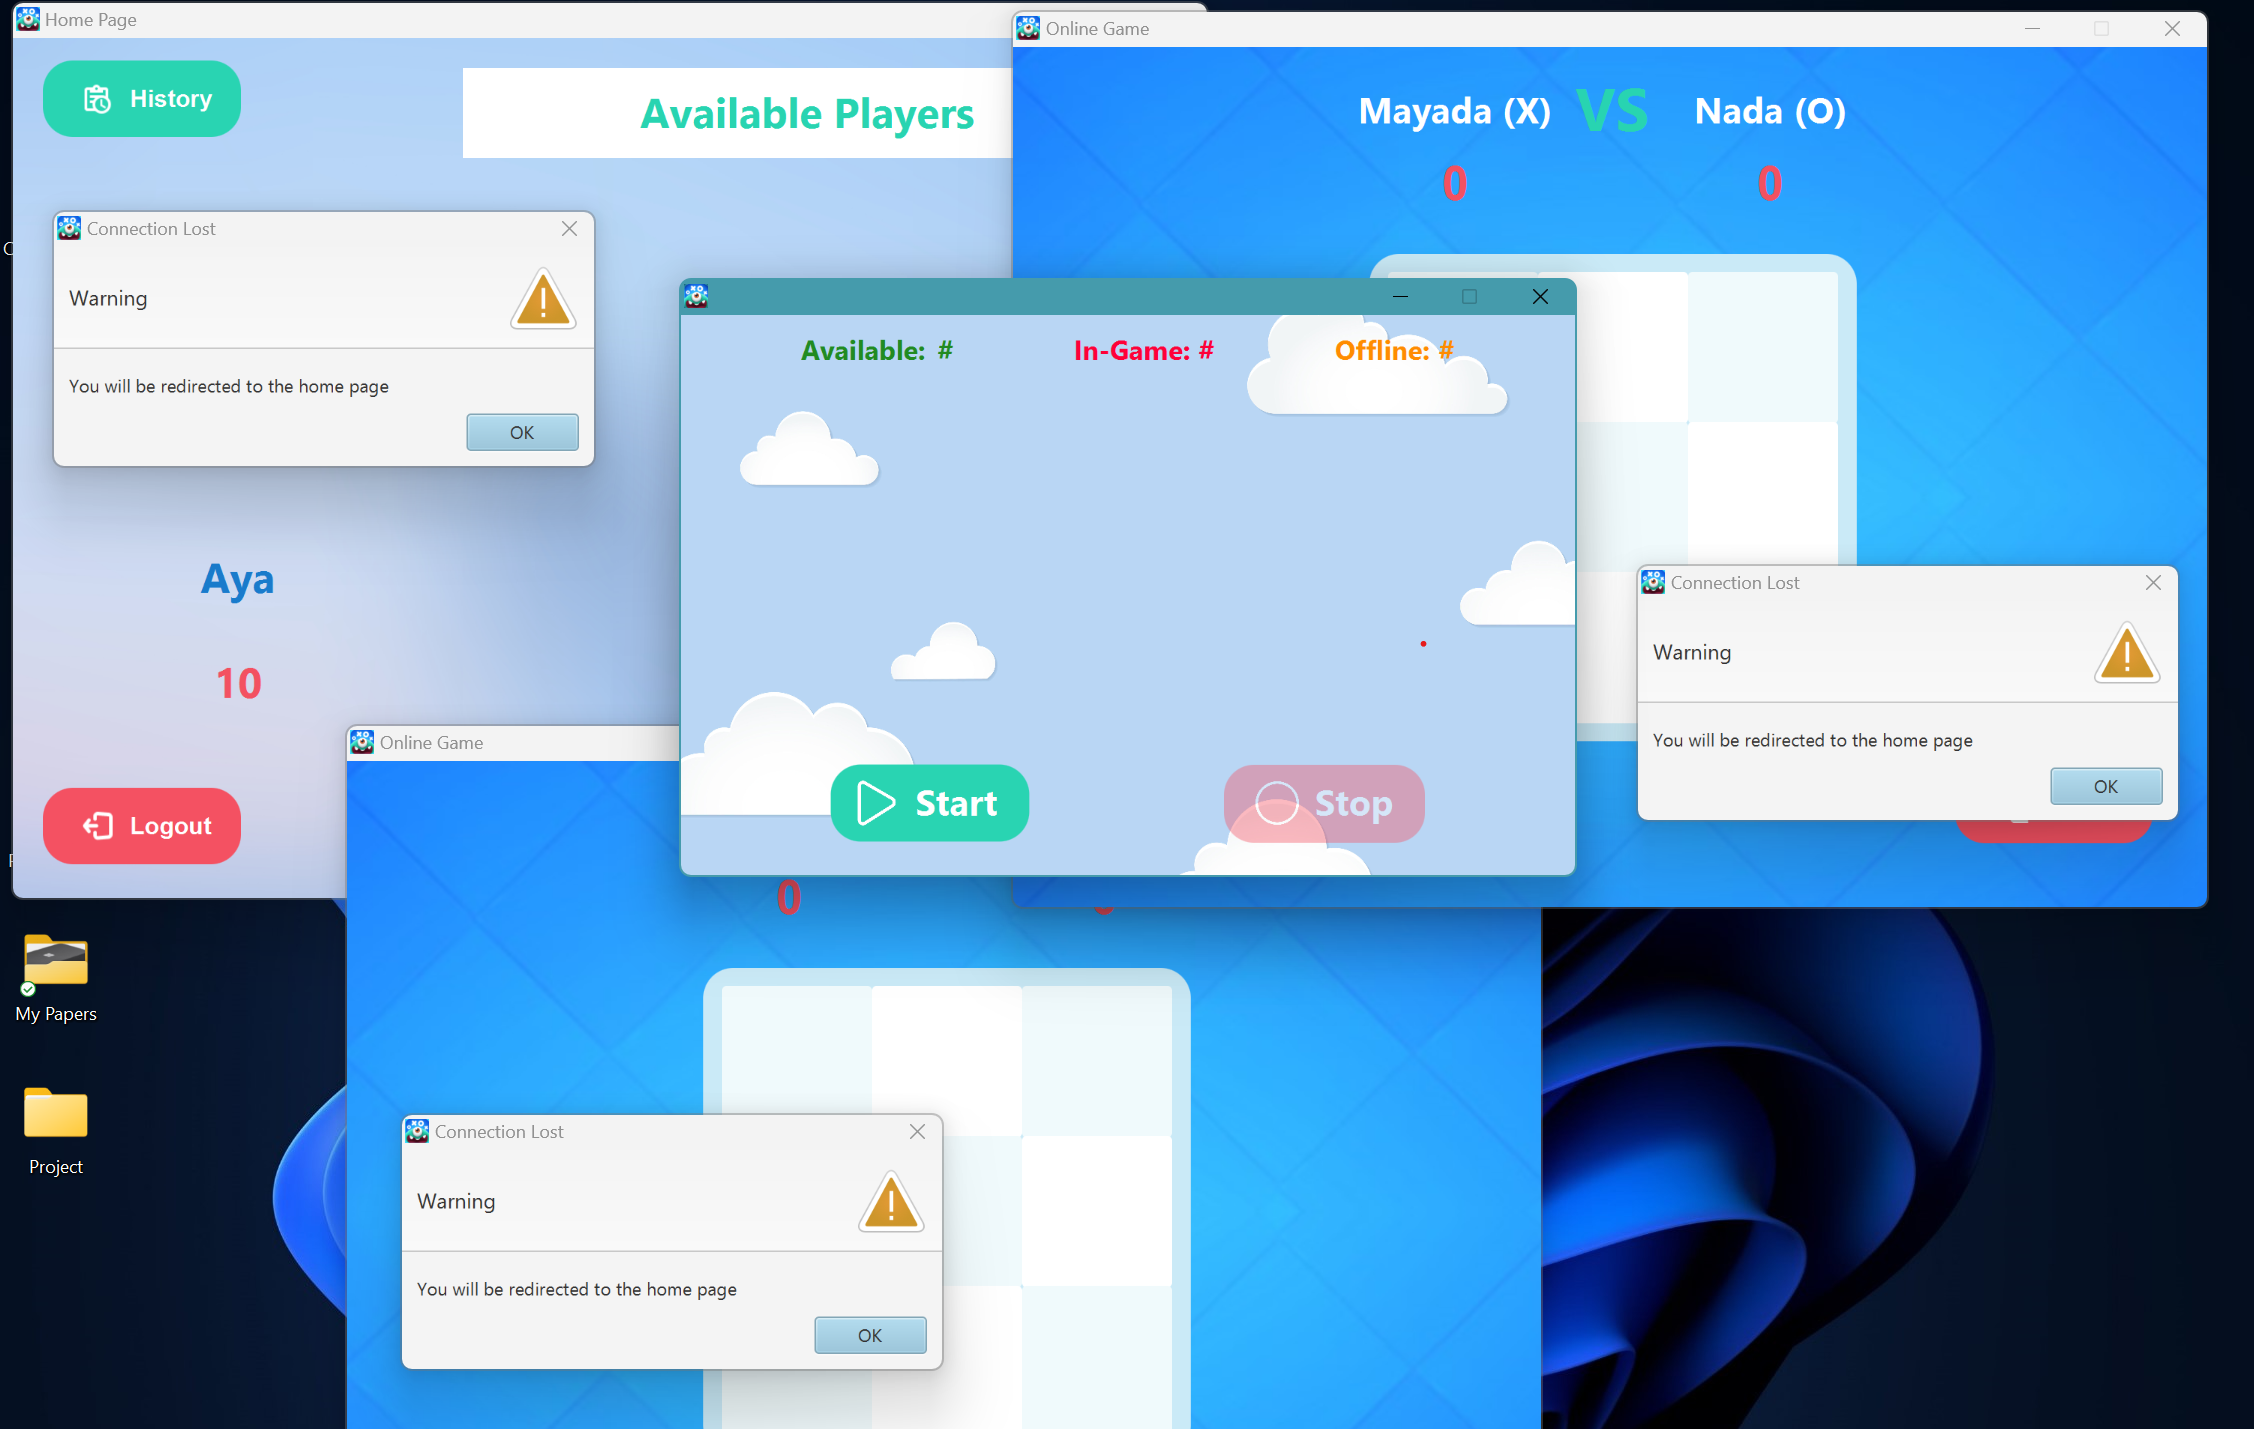 Home Page
History
Available Players
Connection Lost
Warning
You will be redirected to the home page
OK
Aya
10
Logout
Online Game
Mayada (X) VS Nada (O)
0 0
Available: # In-Game: # Offline: #
Start
Stop
Connection Lost
Warning
You will be redirected to the home page
OK
Online Game
0
Connection Lost
Warning
You will be redirected to the home page
OK
My Papers
Project